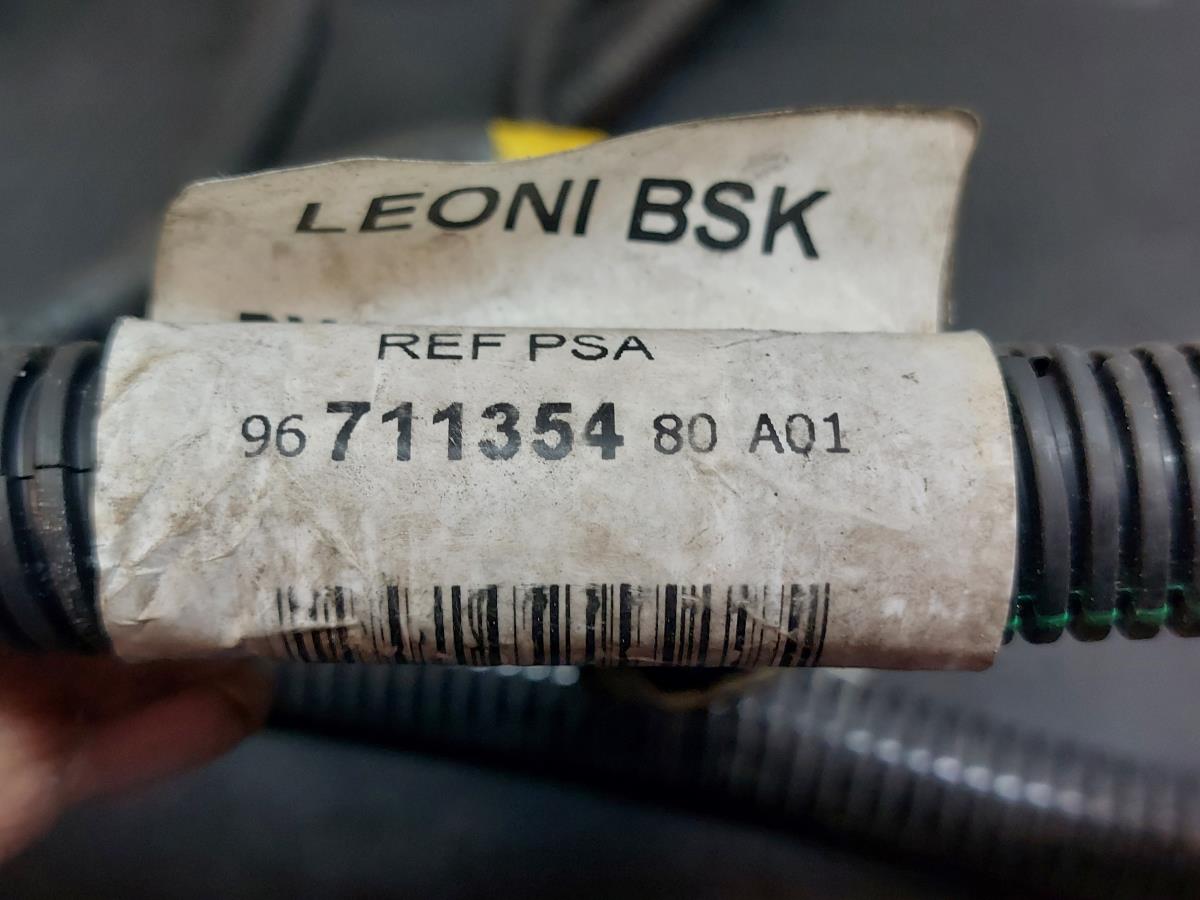 LEONI BSK
REF PSA
96 711354 80 A01